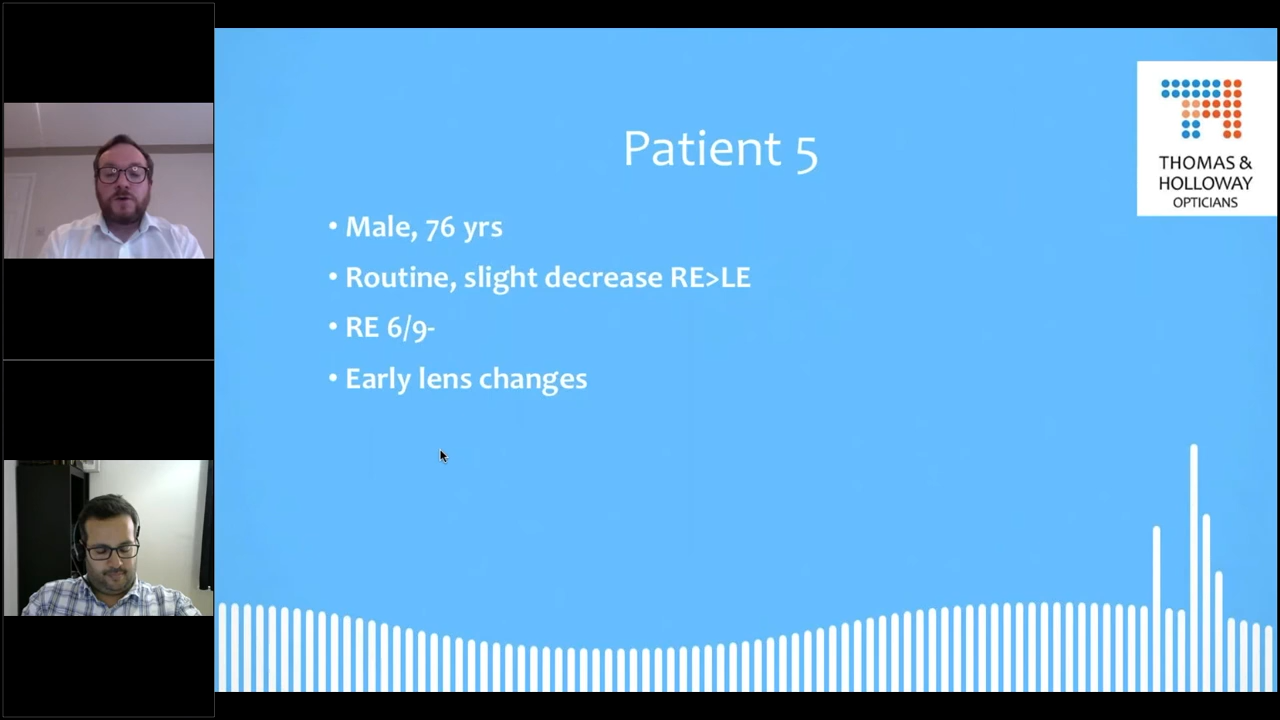 Patient 5
• Male, 76 yrs
• Routine, slight decrease RE>LE
• RE 6/9-
• Early lens changes
THOMAS &
HOLLOWAY
OPTICIANS